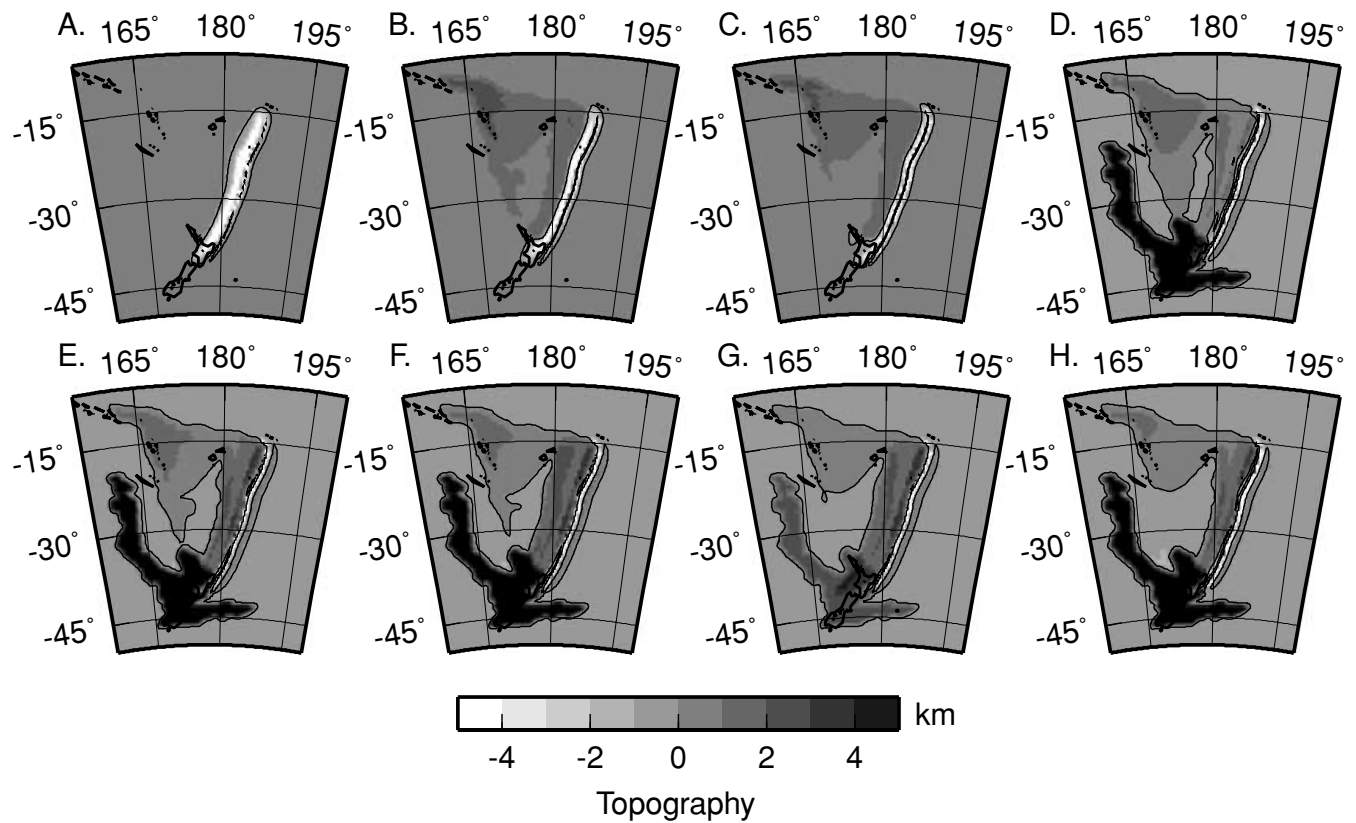 A. 165° 180° 195° B. 165° 180° 195° C. 165° 180° 195° D. 165° 180° 195°
-15° -15° -15° -15°
-30° -30° -30° -30°
-45° -45° -45° -45°
E. 165° 180° 195° F. 165° 180° 195° G. 165° 180° 195° H. 165° 180° 195°
-15° -15° -15° -15°
-30° -30° -30° -30°
-45° -45° -45° -45°
km
-4 -2 0 2 4
Topography